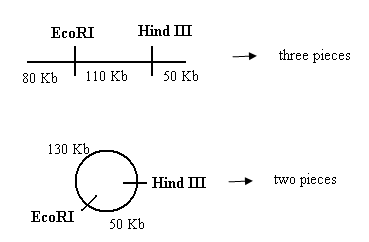 EcoRI Hind III
80 Kb 110 Kb 50 Kb three pieces
130 Kb
Hind III two pieces
EcoRI
50 Kb